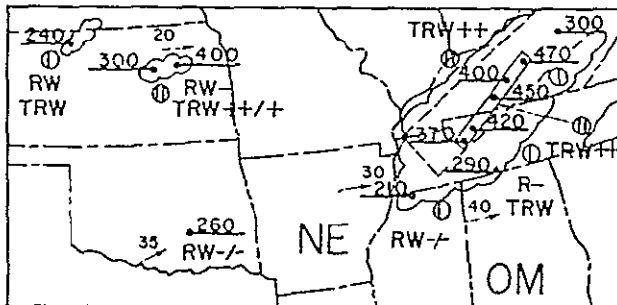 240
20
300
400
RW
TRW
RW-
TRW++/+
TRW++
300
470
400
450
370
420
290
TRW++
30
210
R-
TRW
40
RW-/-
260
RW-/-
35
NE
OM